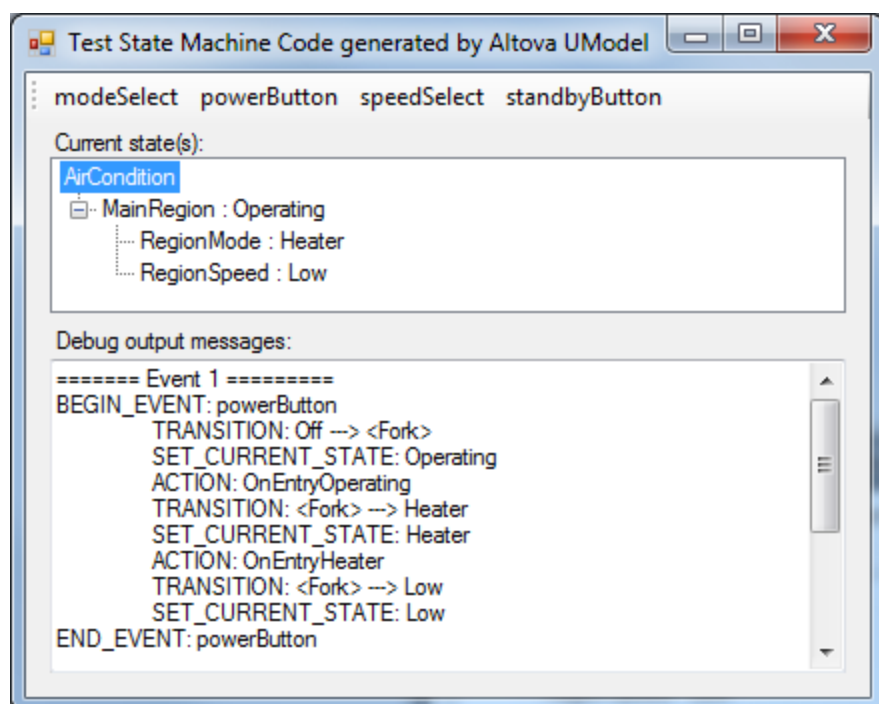 Test State Machine Code generated by Altova UModel
modeSelect powerButton speedSelect standbyButton
Current state(s):
AirCondition
MainRegion : Operating
RegionMode : Heater
RegionSpeed : Low
Debug output messages:
======= Event 1 =========
BEGIN_EVENT: powerButton
TRANSITION: Off ---> <Fork>
SET_CURRENT_STATE: Operating
ACTION: OnEntryOperating
TRANSITION: <Fork> ---> Heater
SET_CURRENT_STATE: Heater
ACTION: OnEntryHeater
TRANSITION: <Fork> ---> Low
SET_CURRENT_STATE: Low
END_EVENT: powerButton